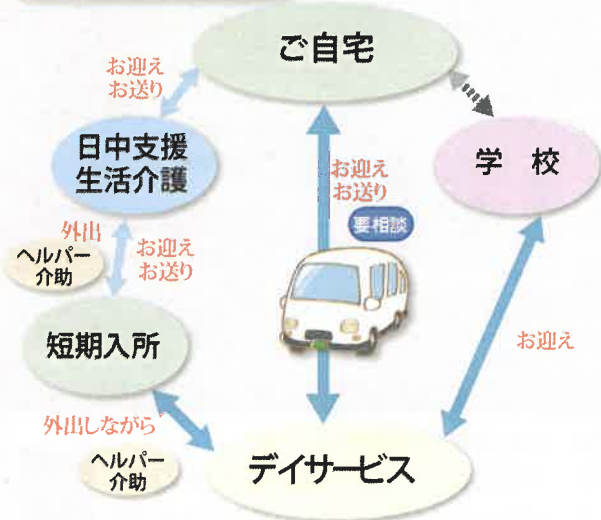 ご自宅
お迎え
お送り
日中支援
生活介護
学　校
お迎え
お送り
要相談
外出
ヘルパー
介助
お迎え
お送り
短期入所
お迎え
外出しながら
ヘルパー
介助
デイサービス